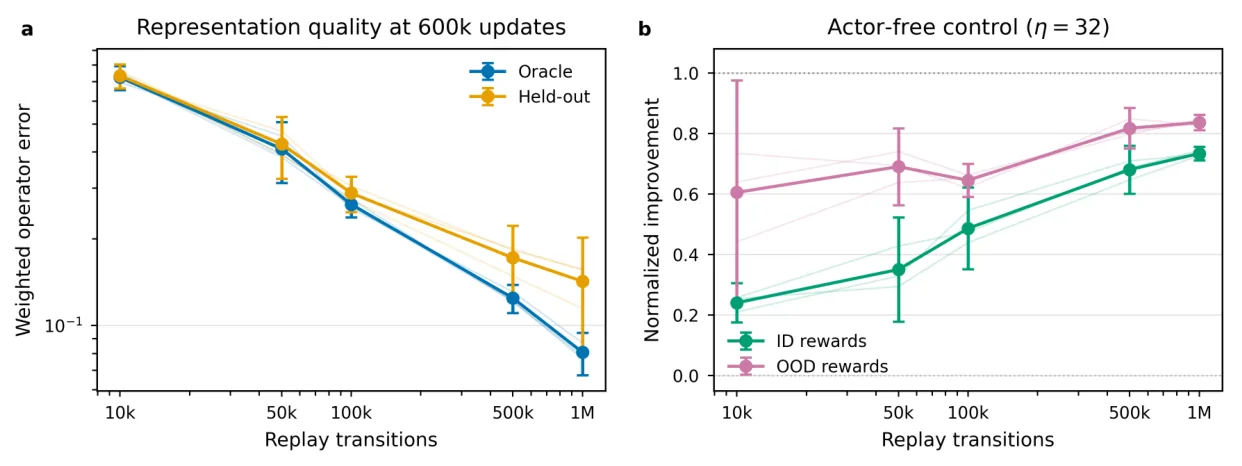 a
Representation quality at 600k updates
Weighted operator error
10⁻¹
Oracle
Held-out
10k
50k
100k
500k
1M
Replay transitions
b
Actor-free control (η = 32)
Normalized improvement
1.0
0.8
0.6
0.4
0.2
0.0
ID rewards
OOD rewards
10k
50k
100k
500k
1M
Replay transitions